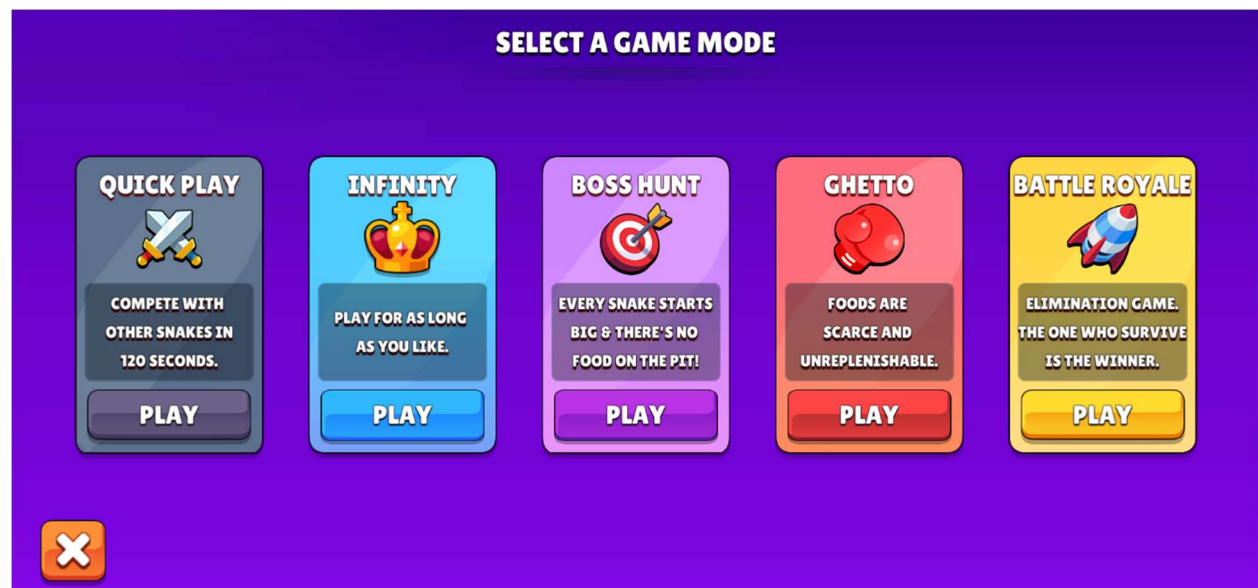 SELECT A GAME MODE
QUICK PLAY
COMPETE WITH
OTHER SNAKES IN
120 SECONDS.
PLAY
INFINITY
PLAY FOR AS LONG
AS YOU LIKE.
PLAY
BOSS HUNT
EVERY SNAKE STARTS
BIG & THERE'S NO
FOOD ON THE PIT!
PLAY
GHETTO
FOODS ARE
SCARCE AND
UNREPLENISHABLE.
PLAY
BATTLE ROYALE
ELIMINATION GAME.
THE ONE WHO SURVIVE
IS THE WINNER.
PLAY